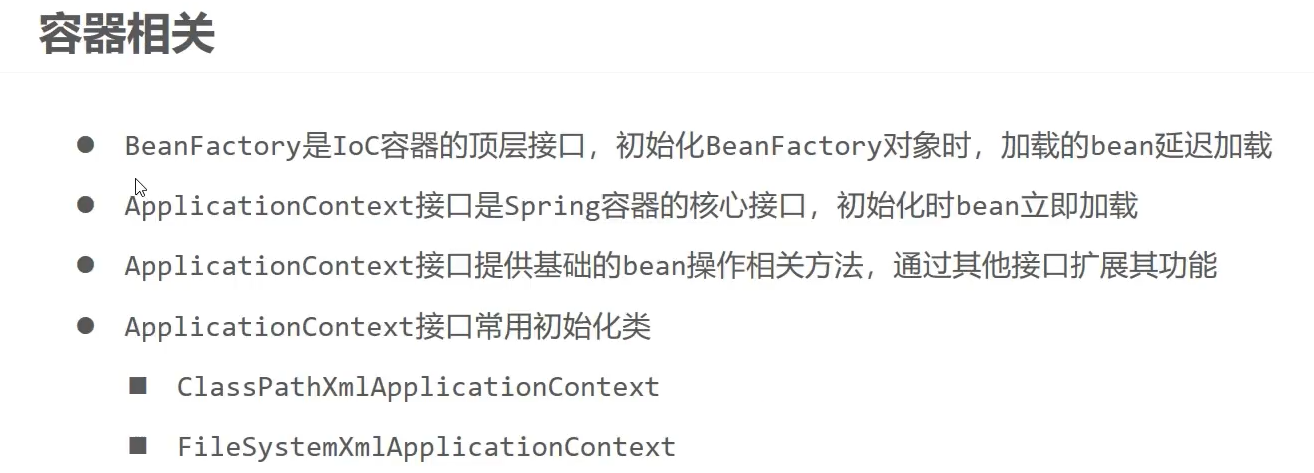 容器相关
BeanFactory是IoC容器的顶层接口，初始化BeanFactory对象时，加载的bean延迟加载
ApplicationContext接口是Spring容器的核心接口，初始化时bean立即加载
ApplicationContext接口提供基础的bean操作相关方法，通过其他接口扩展其功能
ApplicationContext接口常用初始化类
ClassPathXmlApplicationContext
FileSystemXmlApplicationContext